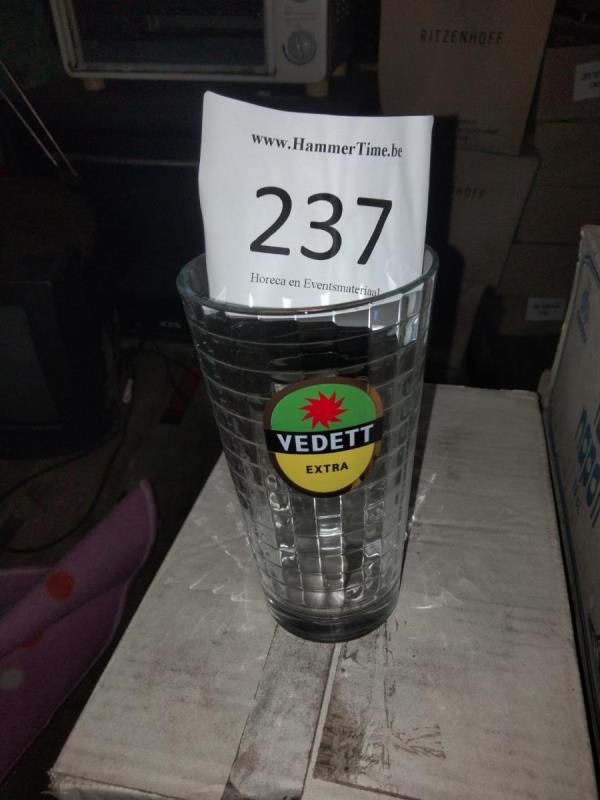 RITZENHOFF
www.HammerTime.be
237
Horeca en Eventsmateriaal
VEDETT
EXTRA